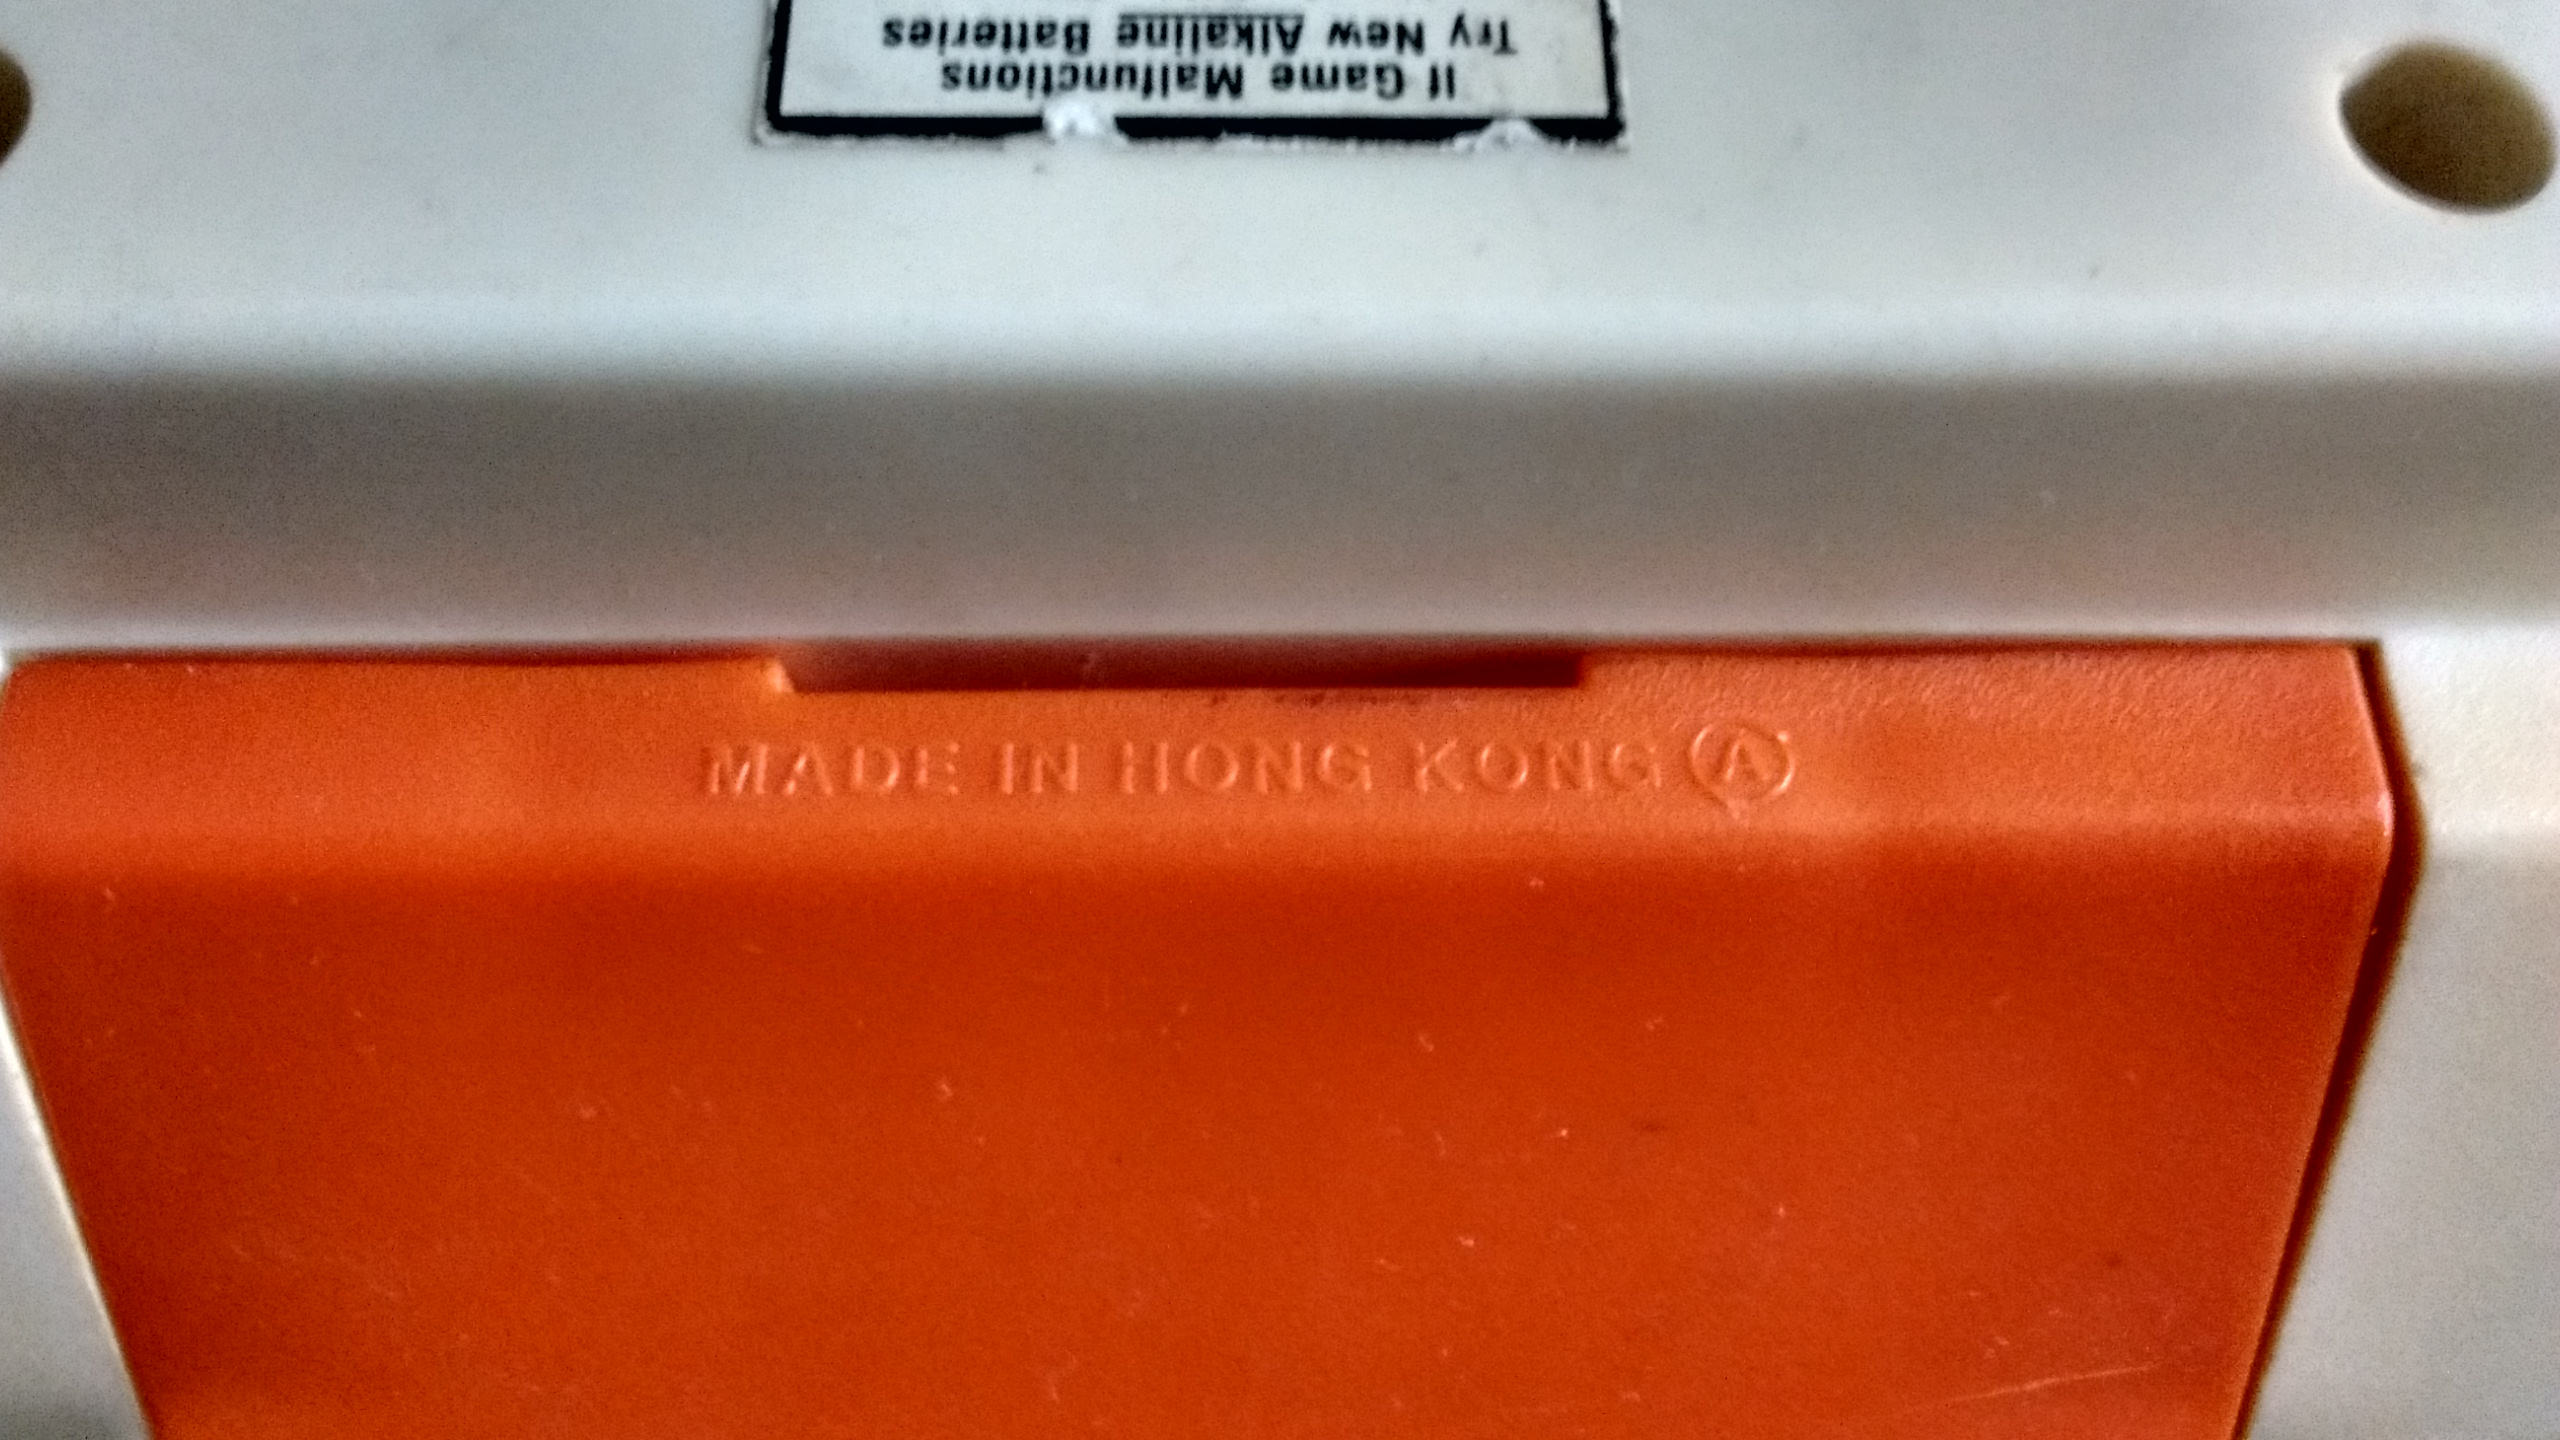 If Game Malfunctions
Try New Alkaline Batteries
MADE IN HONG KONG Ⓐ